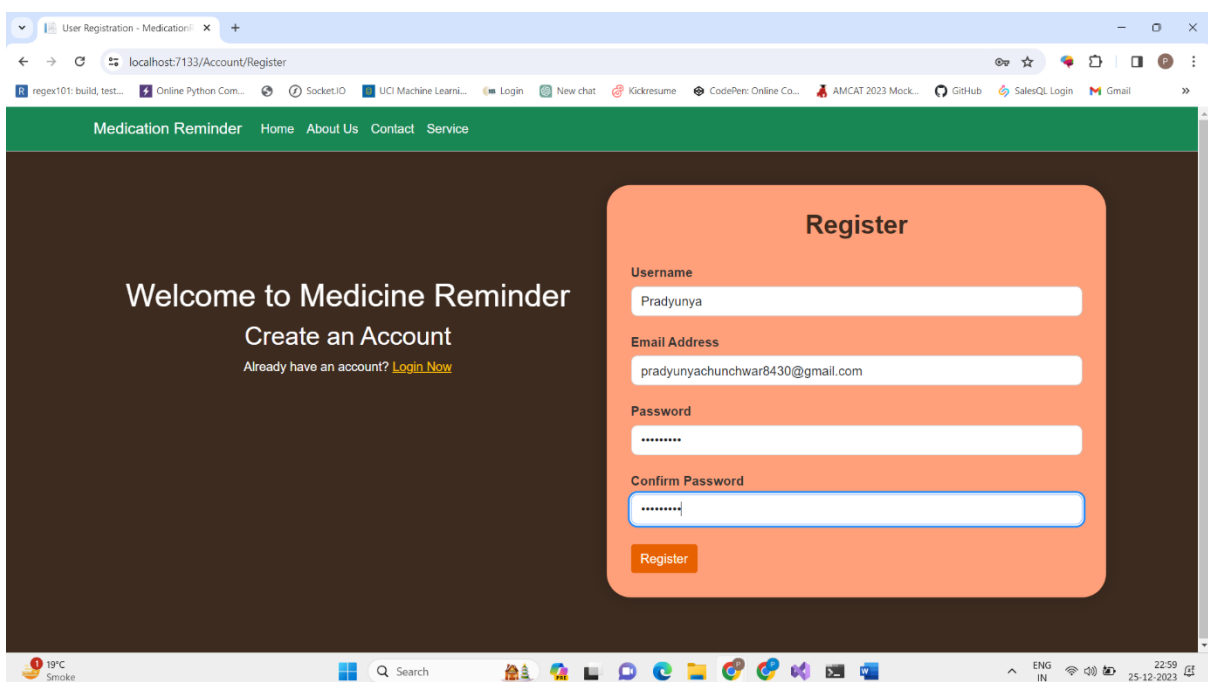 User Registration - Medication
localhost:7133/Account/Register
regex101: build, test... Online Python Com... Socket.IO UCI Machine Learni... Login New chat Kickresume CodePen: Online Co... AMCAT 2023 Mock... GitHub SalesQL Login Gmail
Medication Reminder Home About Us Contact Service
Register
Username
Pradyunya
Welcome to Medicine Reminder
Create an Account
Already have an account? Login Now
Email Address
pradyunyachunchwar8430@gmail.com
Password
•••••••••
Confirm Password
•••••••••
Register
1
19°C
Smoke
Search
PRE
ENG
IN
22:59
25-12-2023